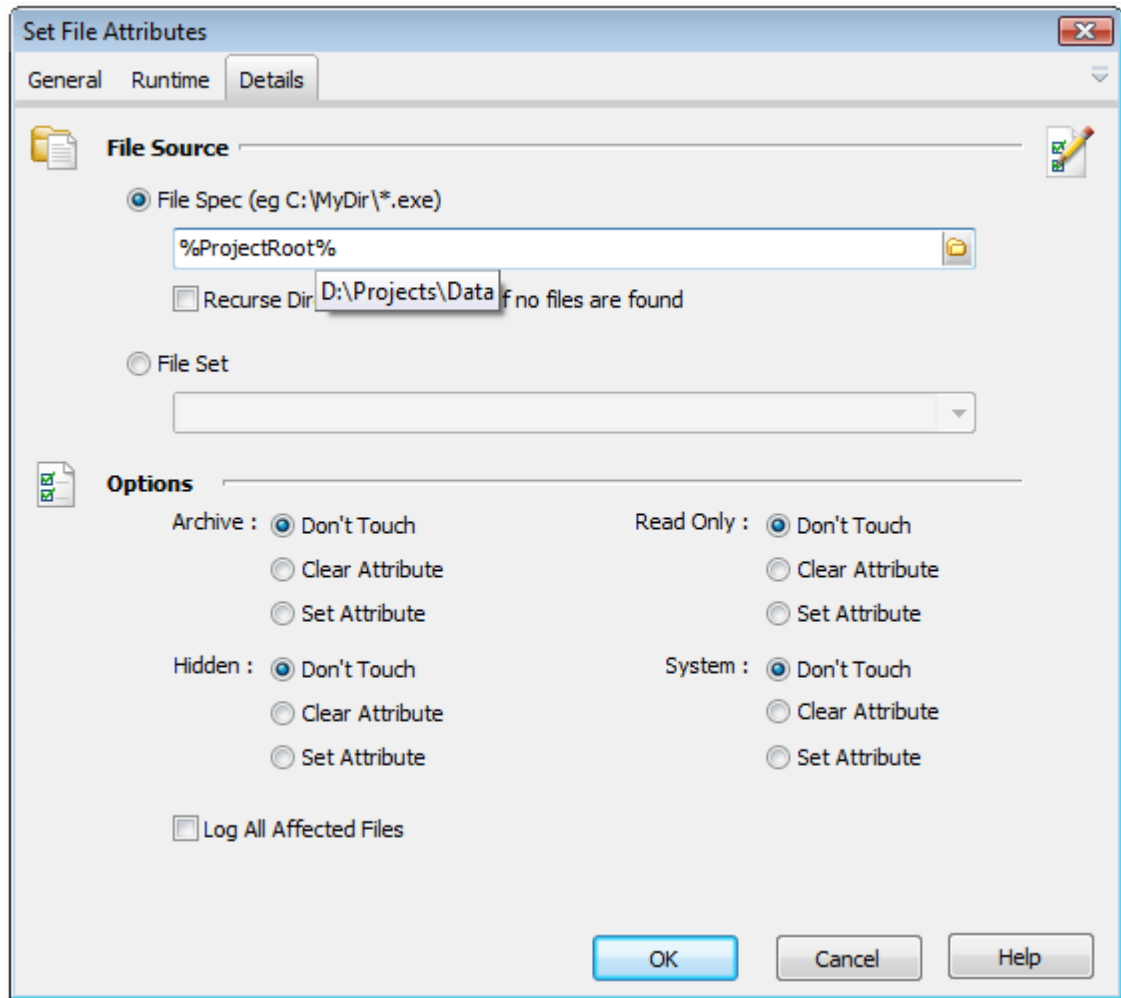 Set File Attributes
General Runtime Details
File Source
File Spec (eg C:\MyDir\*.exe)
%ProjectRoot%
D:\Projects\Data
Recurse Dir f no files are found
File Set
Options
Archive : Don't Touch Read Only : Don't Touch
Clear Attribute Clear Attribute
Set Attribute Set Attribute
Hidden : Don't Touch System : Don't Touch
Clear Attribute Clear Attribute
Set Attribute Set Attribute
Log All Affected Files
OK Cancel Help